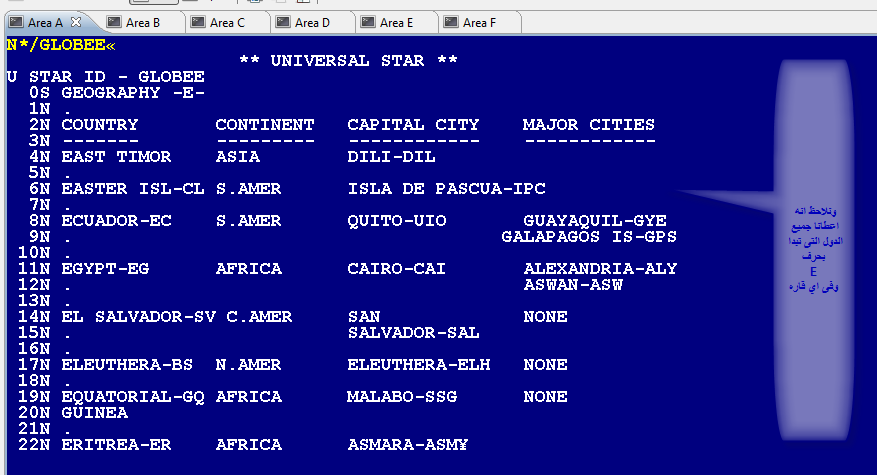 Area A Area B Area C Area D Area E Area F
N*/GLOBEE«
** UNIVERSAL STAR **
U STAR ID - GLOBEE
0S GEOGRAPHY -E-
1N .
2N COUNTRY CONTINENT CAPITAL CITY MAJOR CITIES
3N ------- --------- ------------ ------------
4N EAST TIMOR ASIA DILI-DIL
5N .
6N EASTER ISL-CL S.AMER ISLA DE PASCUA-IPC
7N .
8N ECUADOR-EC S.AMER QUITO-UIO GUAYAQUIL-GYE
9N . GALAPAGOS IS-GPS
10N .
11N EGYPT-EG AFRICA CAIRO-CAI ALEXANDRIA-ALY
12N . ASWAN-ASW
13N .
14N EL SALVADOR-SV C.AMER SAN NONE
15N . SALVADOR-SAL
16N .
17N ELEUTHERA-BS N.AMER ELEUTHERA-ELH NONE
18N .
19N EQUATORIAL-GQ AFRICA MALABO-SSG NONE
20N GUINEA
21N .
22N ERITREA-ER AFRICA ASMARA-ASM¥
ونلاحظ انه
اعطانا جميع
الدول التى تبدا
بحرف
E
وفى اي قاره